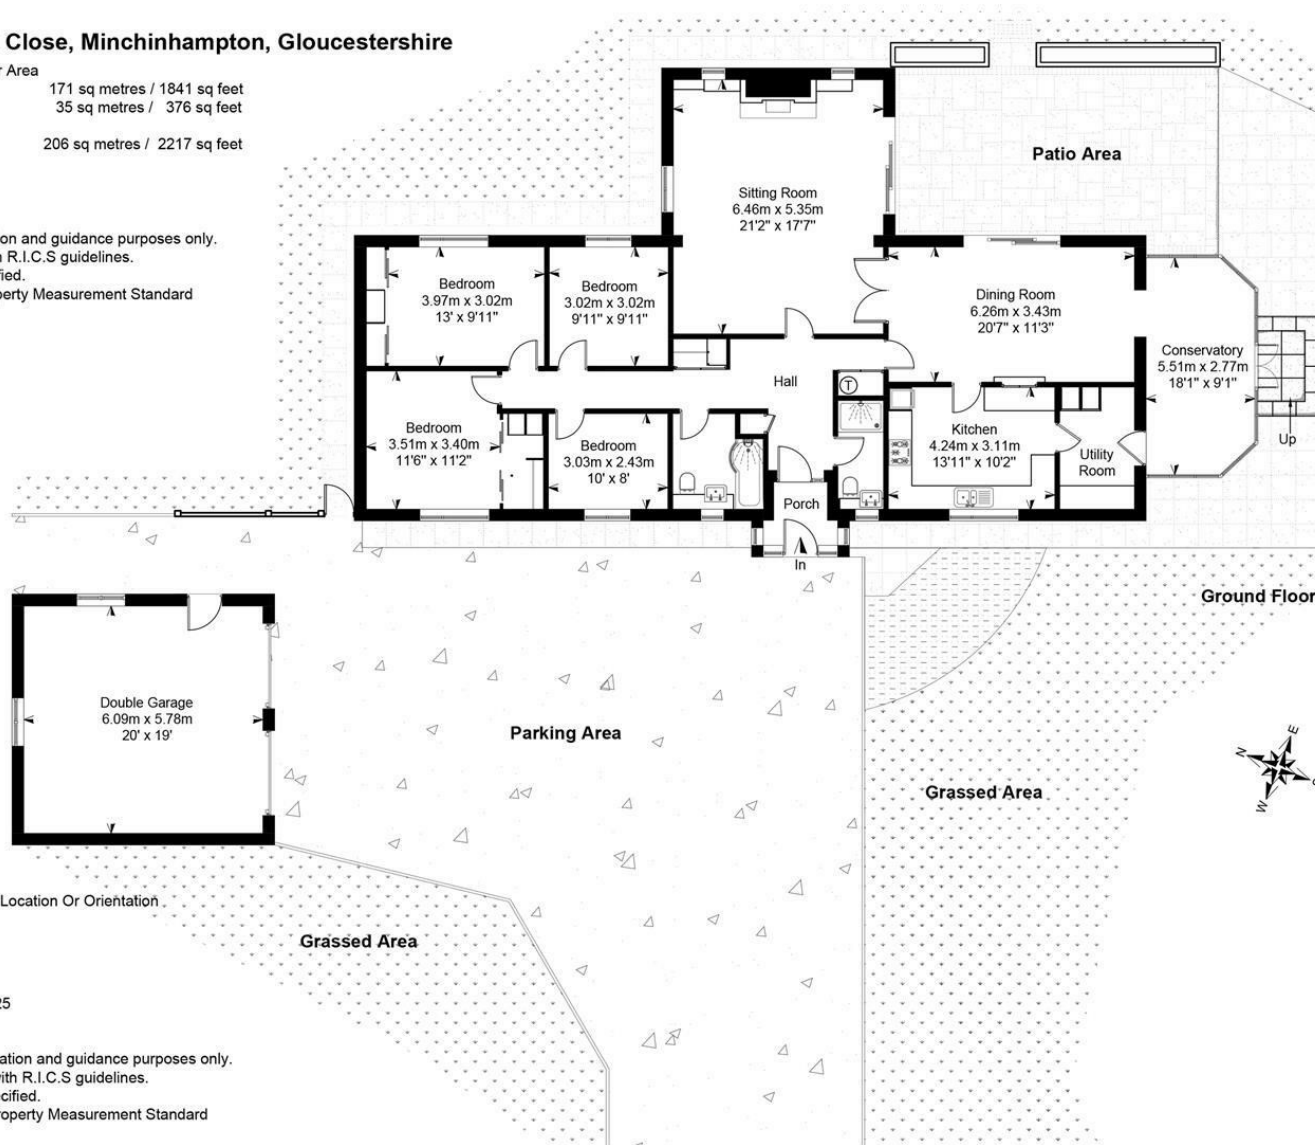 Close, Minchinhampton, Gloucestershire
Area
171 sq metres / 1841 sq feet
35 sq metres / 376 sq feet
206 sq metres / 2217 sq feet
on and guidance purposes only.
R.I.C.S guidelines.
Measurement Standard
Patio Area
Sitting Room
6.46m x 5.35m
21'2" x 17'7"
Bedroom
3.97m x 3.02m
13' x 9'11"
Bedroom
3.02m x 3.02m
9'11" x 9'11"
Dining Room
6.26m x 3.43m
20'7" x 11'3"
Conservatory
5.51m x 2.77m
18'1" x 9'1"
Up
Hall
T
Bedroom
3.51m x 3.40m
11'6" x 11'2"
Bedroom
3.03m x 2.43m
10' x 8'
Kitchen
4.24m x 3.11m
13'11" x 10'2"
Utility
Room
Porch
In
Ground Floor
Double Garage
6.09m x 5.78m
20' x 19'
Parking Area
Grassed Area
N
E
W
Location Or Orientation
Grassed Area
25
ation and guidance purposes only.
ith R.I.C.S guidelines.
cified.
roperty Measurement Standard